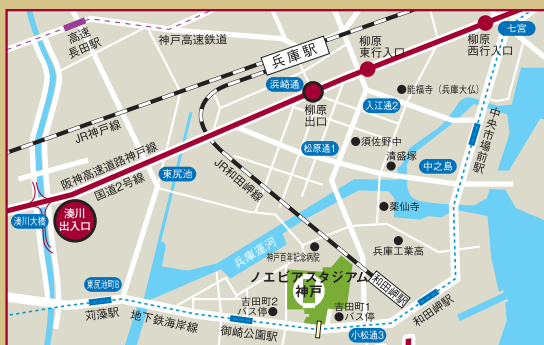 七宮
高速
長田駅
神戸高速鉄道
兵庫駅
柳原
東行入口
柳原
西行入口
浜崎通
能福寺(兵庫大仏)
柳原
出口
入江通2
JR神戸線
須佐野中
清盛塚
中央市場前駅
松原通1
中之島
阪神高速道路神戸線
国道2号線
東尻池
JR和田岬線
薬仙寺
湊川大橋
湊川
出入口
兵庫運河
神戸百年記念病院
兵庫工業高
ノエビアスタジアム
神戸
和田岬駅
東尻池町8
吉田町2
バス停
吉田町1
バス停
和田岬駅
苅藻駅
地下鉄海岸線
御崎公園駅
小松通3